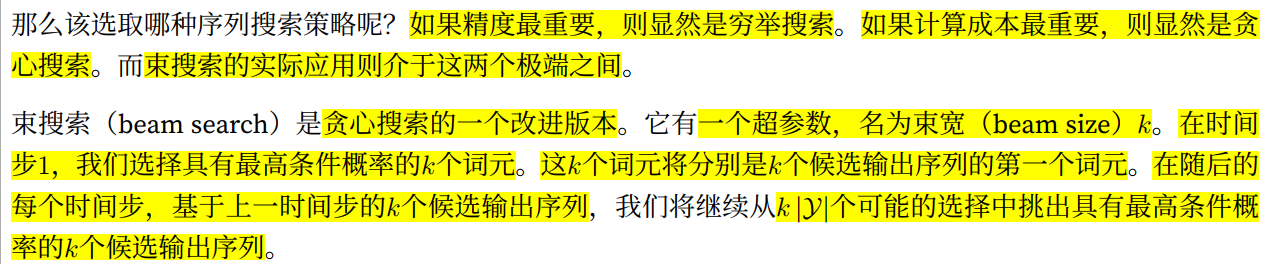 那么该选取哪种序列搜索策略呢？如果精度最重要，则显然是穷举搜索。如果计算成本最重要，则显然是贪
心搜索。而束搜索的实际应用则介于这两个极端之间。
束搜索（beam search）是贪心搜索的一个改进版本。它有一个超参数，名为束宽（beam size）k。在时间
步1，我们选择具有最高条件概率的k个词元。这k个词元将分别是k个候选输出序列的第一个词元。在随后的
每个时间步，基于上一时间步的k个候选输出序列，我们将继续从k |𝒴|个可能的选择中挑出具有最高条件概
率的k个候选输出序列。